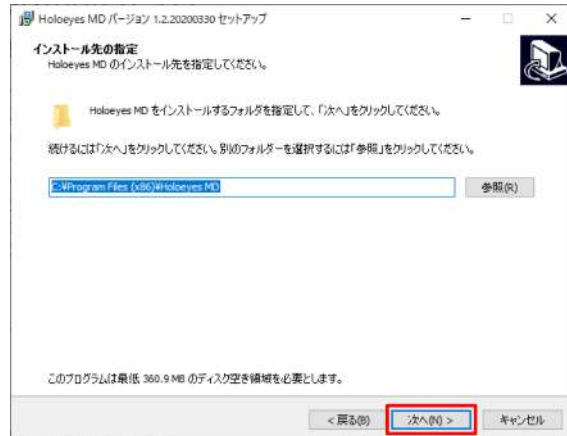 Holoeyes MD バージョン 1.2.20200330 セットアップ
インストール先の指定
Holoeyes MD のインストール先を指定してください。
Holoeyes MD をインストールするフォルダを指定して、「次へ」をクリックしてください。
続けるには「次へ」をクリックしてください。別のフォルダーを選択するには「参照」をクリックしてください。
C:¥Program Files (x86)¥Holoeyes MD
参照(R)
このプログラムは最低 360.9 MB のディスク空き領域を必要とします。
< 戻る(B)
次へ(N) >
キャンセル